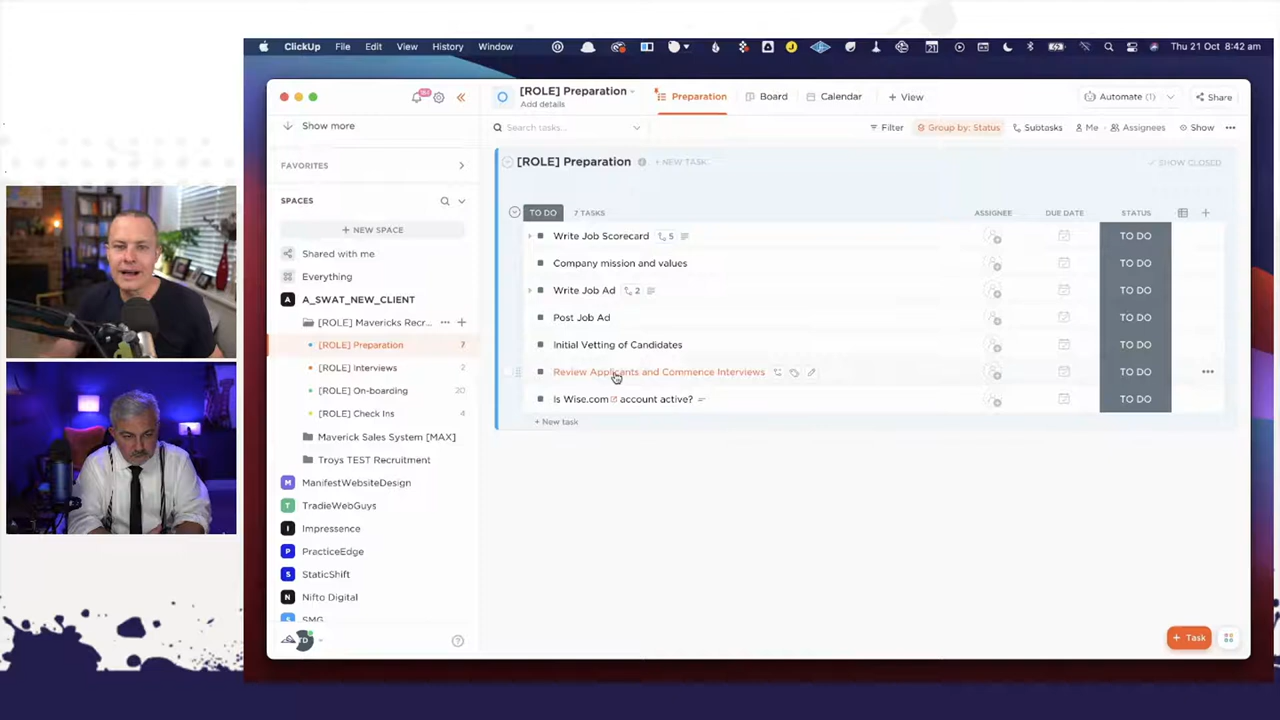 ClickUp File Edit View History Window
Thu 21 Oct 8:42 am
[ROLE] Preparation
Add details
Preparation
Board
Calendar
+ View
Automate (1)
Share
Show more
Search tasks...
Filter
Group by: Status
Subtasks
Me
Assignees
Show
FAVORITES
[ROLE] Preparation
+ NEW TASK
SHOW CLOSED
SPACES
TO DO 7 TASKS ASSIGNEE DUE DATE STATUS
+ NEW SPACE
Write Job Scorecard 5 TO DO
Shared with me
Company mission and values TO DO
Everything
Write Job Ad 2 TO DO
A A_SWAT_NEW_CLIENT
Post Job Ad TO DO
[ROLE] Mavericks Recr...
Initial Vetting of Candidates TO DO
[ROLE] Preparation 7
Review Applicants and Commence Interviews TO DO
[ROLE] Interviews 2
Is Wise.com account active? TO DO
[ROLE] On-boarding 20
+ New task
[ROLE] Check Ins 4
Maverick Sales System [MAX]
Troys TEST Recruitment
M ManifestWebsiteDesign
T TradieWebGuys
I Impressence
P PracticeEdge
S StaticShift
N Nifto Digital
S SMG
+ Task